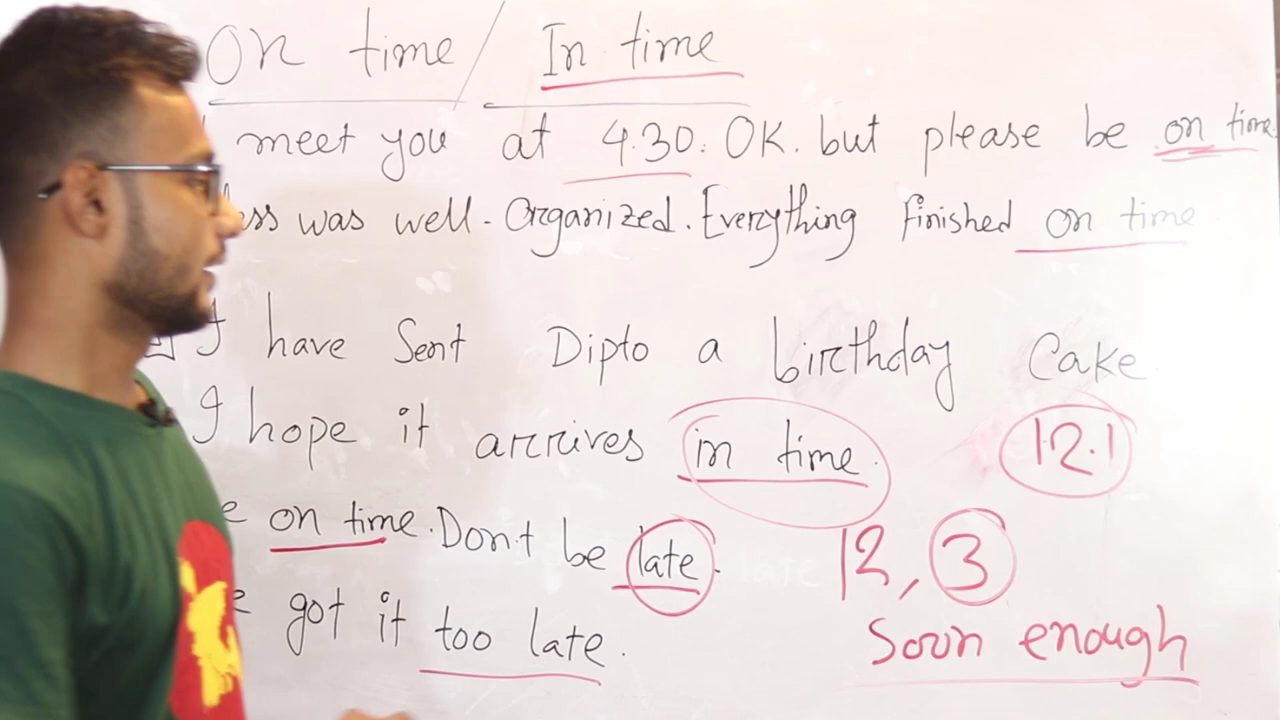 On time / In time
meet you at 4.30. OK. but please be on time
was well-Organized. Everything finished on time.
I have Sent Dipto a birthday Cake.
I hope it arrives in time. 12.1
on time. Don't be late. 12, 3
got it too late. Soon enough